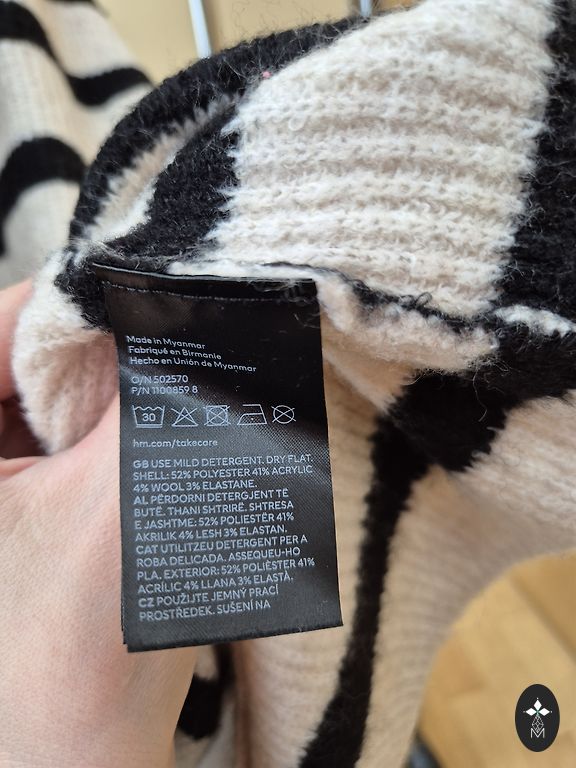 Made in Myanmar
Fabriqué en Birmanie
Hecho en Unión de Myanmar
O/N 502570
P/N 1100859 8
30
hm.com/takecare
GB USE MILD DETERGENT. DRY FLAT.
SHELL: 52% POLYESTER 41% ACRYLIC
4% WOOL 3% ELASTANE.
AL PËRDORNI DETERGJENT TË
BUTË. THANI SHTRIRË. SHTRESA
E JASHTME: 52% POLIESTËR 41%
AKRILIK 4% LESH 3% ELASTAN.
CAT UTILITZEU DETERGENT PER A
ROBA DELICADA. ASSEQUEU-HO
PLA. EXTERIOR: 52% POLIÈSTER 41%
ACRÍLIC 4% LLANA 3% ELASTÀ.
CZ POUŽIJTE JEMNÝ PRACÍ
PROSTŘEDEK. SUŠENÍ NA
M